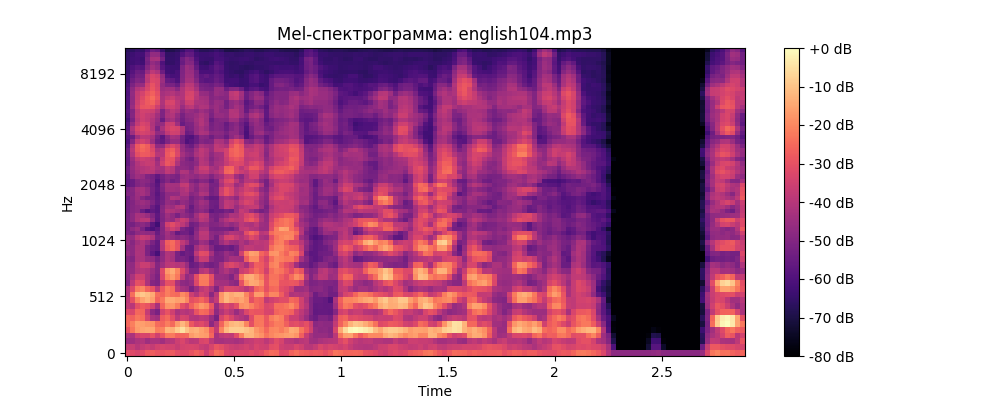 Mel-спектрограмма: english104.mp3
Hz
8192
4096
2048
1024
512
0
0
0.5
1
1.5
2
2.5
Time
+0 dB
-10 dB
-20 dB
-30 dB
-40 dB
-50 dB
-60 dB
-70 dB
-80 dB